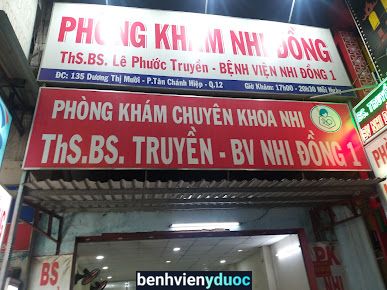 PHÒNG KHÁM NHI ĐỒNG
ThS.BS. Lê Phước Truyền - BỆNH VIỆN NHI ĐỒNG 1
ĐC: 135 Dương Thị Mười - P.Tân Chánh Hiệp - Q.12 Giờ Khám: 17h00 - 20h30 Mỗi Ngày
PHÒNG KHÁM CHUYÊN KHOA NHI
ThS.BS. TRUYỀN - BV NHI ĐỒNG 1
BS
PK
benhvienyduoc